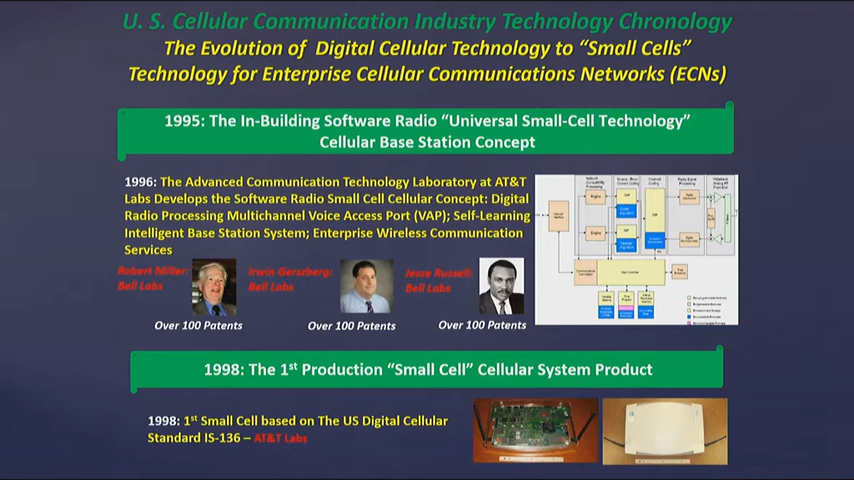 U. S. Cellular Communication Industry Technology Chronology
The Evolution of Digital Cellular Technology to “Small Cells”
Technology for Enterprise Cellular Communications Networks (ECNs)
1995: The In-Building Software Radio “Universal Small-Cell Technology”
Cellular Base Station Concept
1996: The Advanced Communication Technology Laboratory at AT&T
Labs Develops the Software Radio Small Cell Cellular Concept: Digital
Radio Processing Multichannel Voice Access Port (VAP); Self-Learning
Intelligent Base Station System; Enterprise Wireless Communication
Services
Robert Miller:
Bell Labs
Over 100 Patents
Irwin Gerszberg:
Bell Labs
Over 100 Patents
Jesse Russell:
Bell Labs
Over 100 Patents
1998: The 1st Production “Small Cell” Cellular System Product
1998: 1st Small Cell based on The US Digital Cellular
Standard IS-136 – AT&T Labs